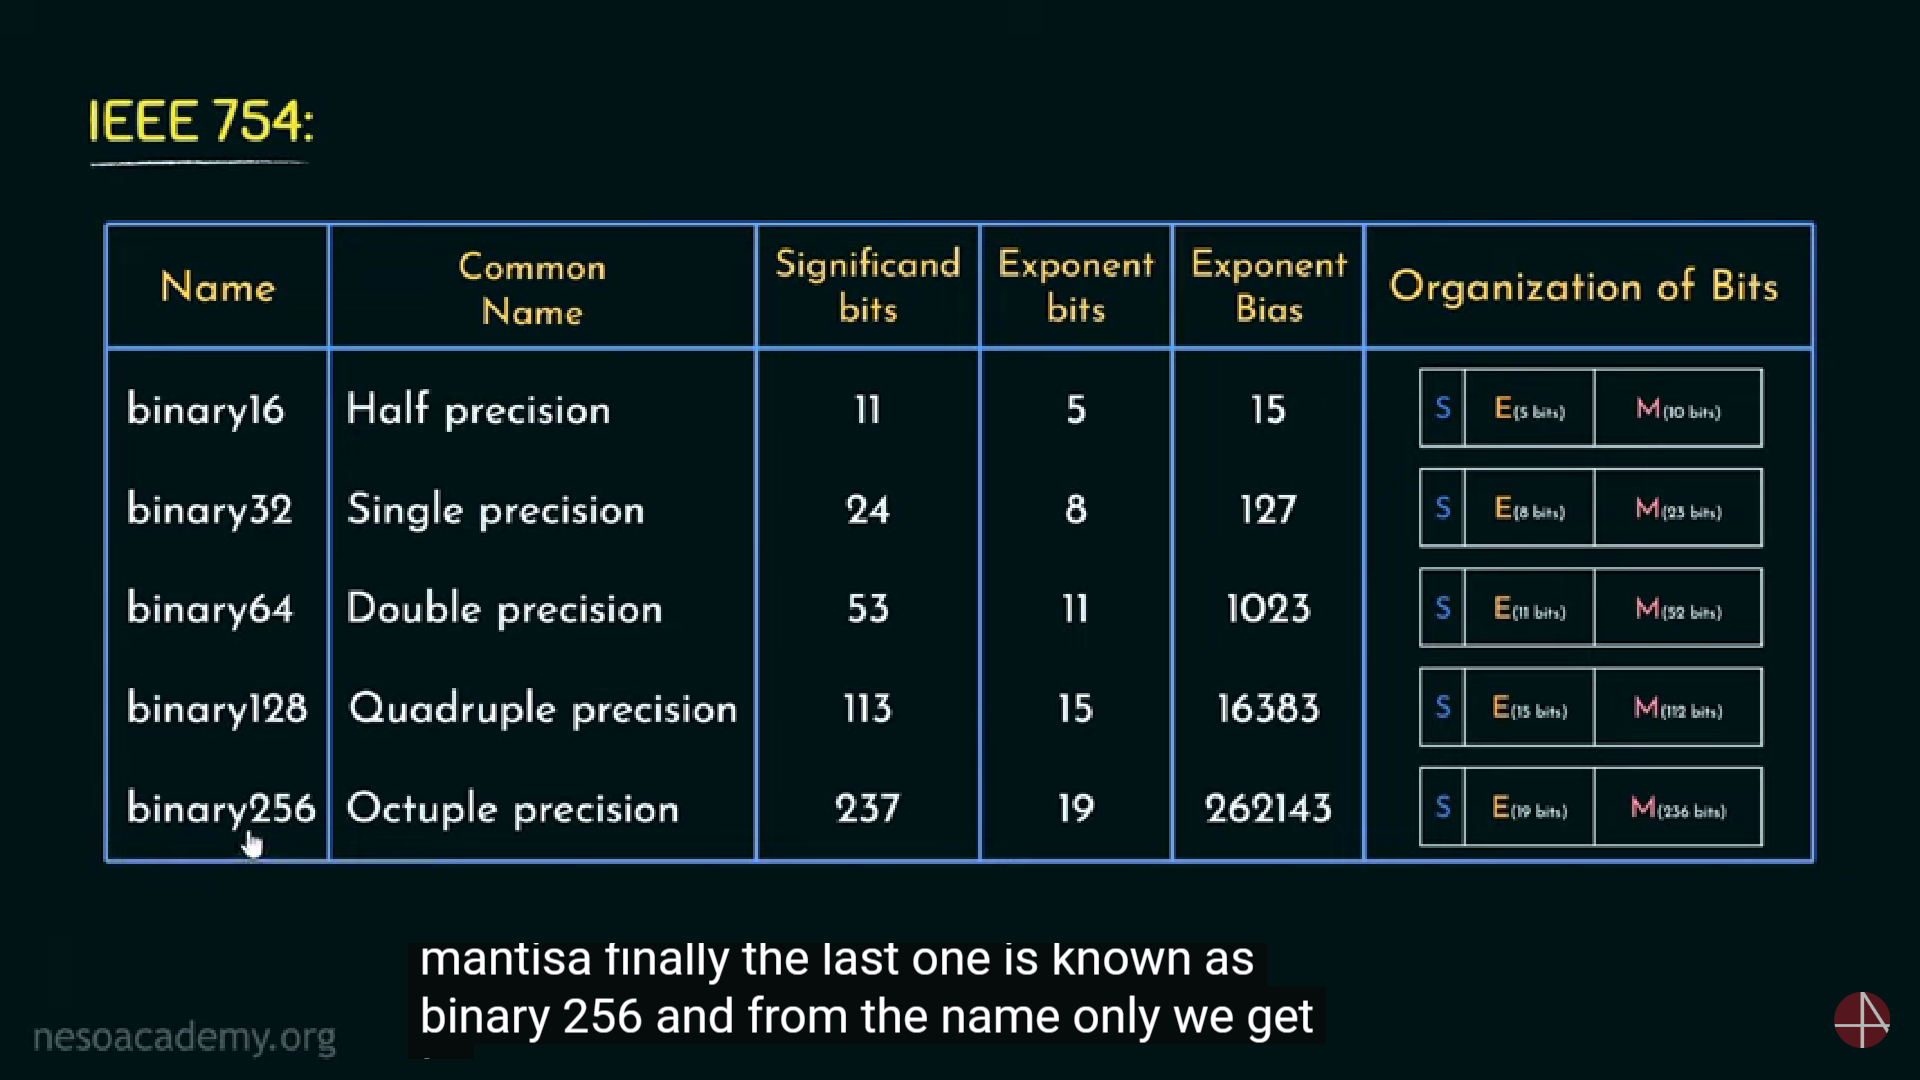 IEEE 754:
Name
Common
Name
Significand
bits
Exponent
bits
Exponent
Bias
Organization of Bits
binary16 Half precision 11 5 15 S E(5 bits) M(10 bits)
binary32 Single precision 24 8 127 S E(8 bits) M(23 bits)
binary64 Double precision 53 11 1023 S E(11 bits) M(52 bits)
binary128 Quadruple precision 113 15 16383 S E(15 bits) M(112 bits)
binary256 Octuple precision 237 19 262143 S E(19 bits) M(236 bits)
mantisa finally the last one is known as
binary 256 and from the name only we get
nesoacademy.org